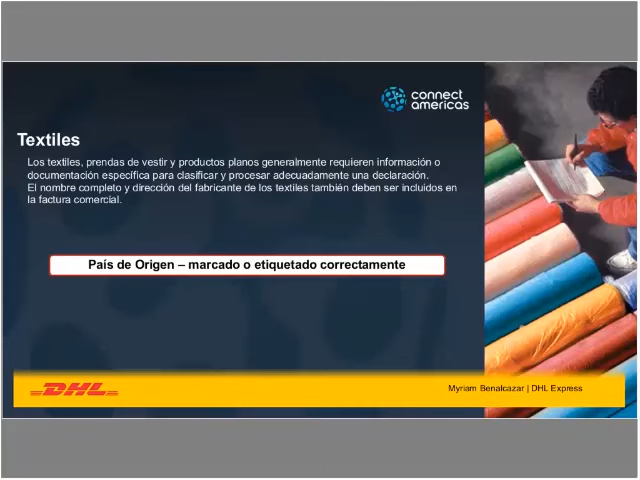 connect
americas
Textiles
Los textiles, prendas de vestir y productos planos generalmente requieren información o
documentación específica para clasificar y procesar adecuadamente una declaración.
El nombre completo y dirección del fabricante de los textiles también deben ser incluidos en
la factura comercial.
País de Origen – marcado o etiquetado correctamente
DHL
Myriam Benalcazar | DHL Express